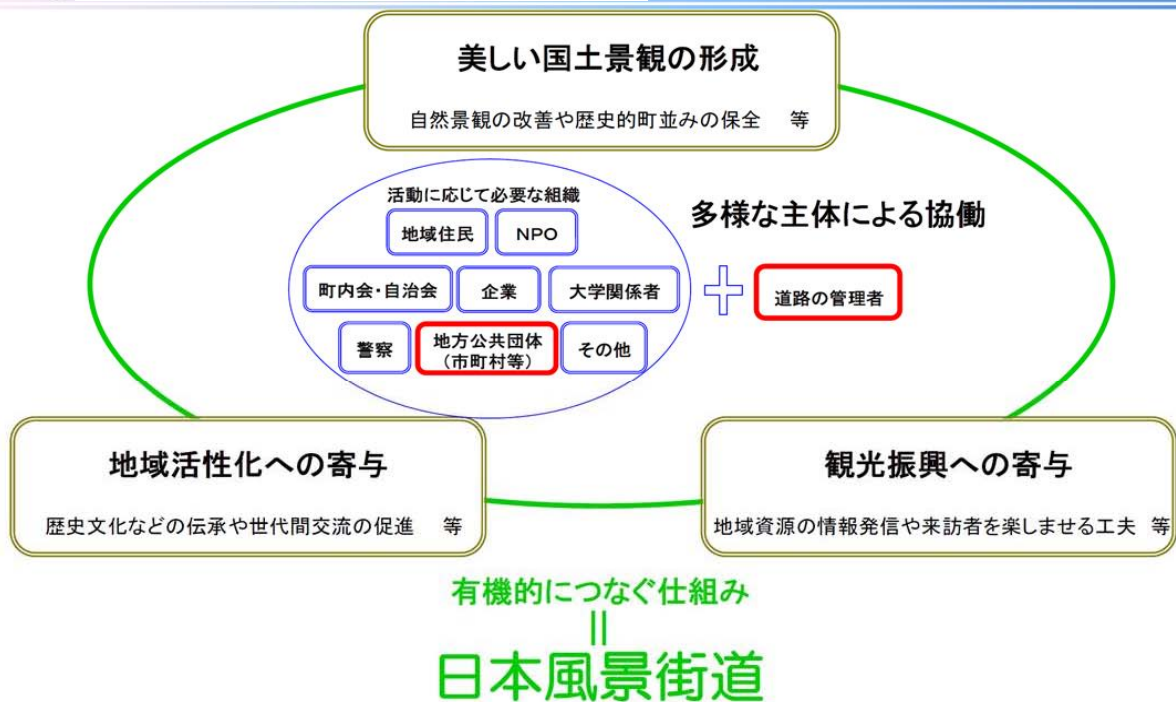 美しい国土景観の形成
自然景観の改善や歴史的町並みの保全　等
活動に応じて必要な組織
地域住民
NPO
多様な主体による協働
町内会・自治会
企業
大学関係者
道路の管理者
警察
地方公共団体
（市町村等）
その他
地域活性化への寄与
歴史文化などの伝承や世代間交流の促進　等
観光振興への寄与
地域資源の情報発信や来訪者を楽しませる工夫　等
有機的につなぐ仕組み
＝
日本風景街道